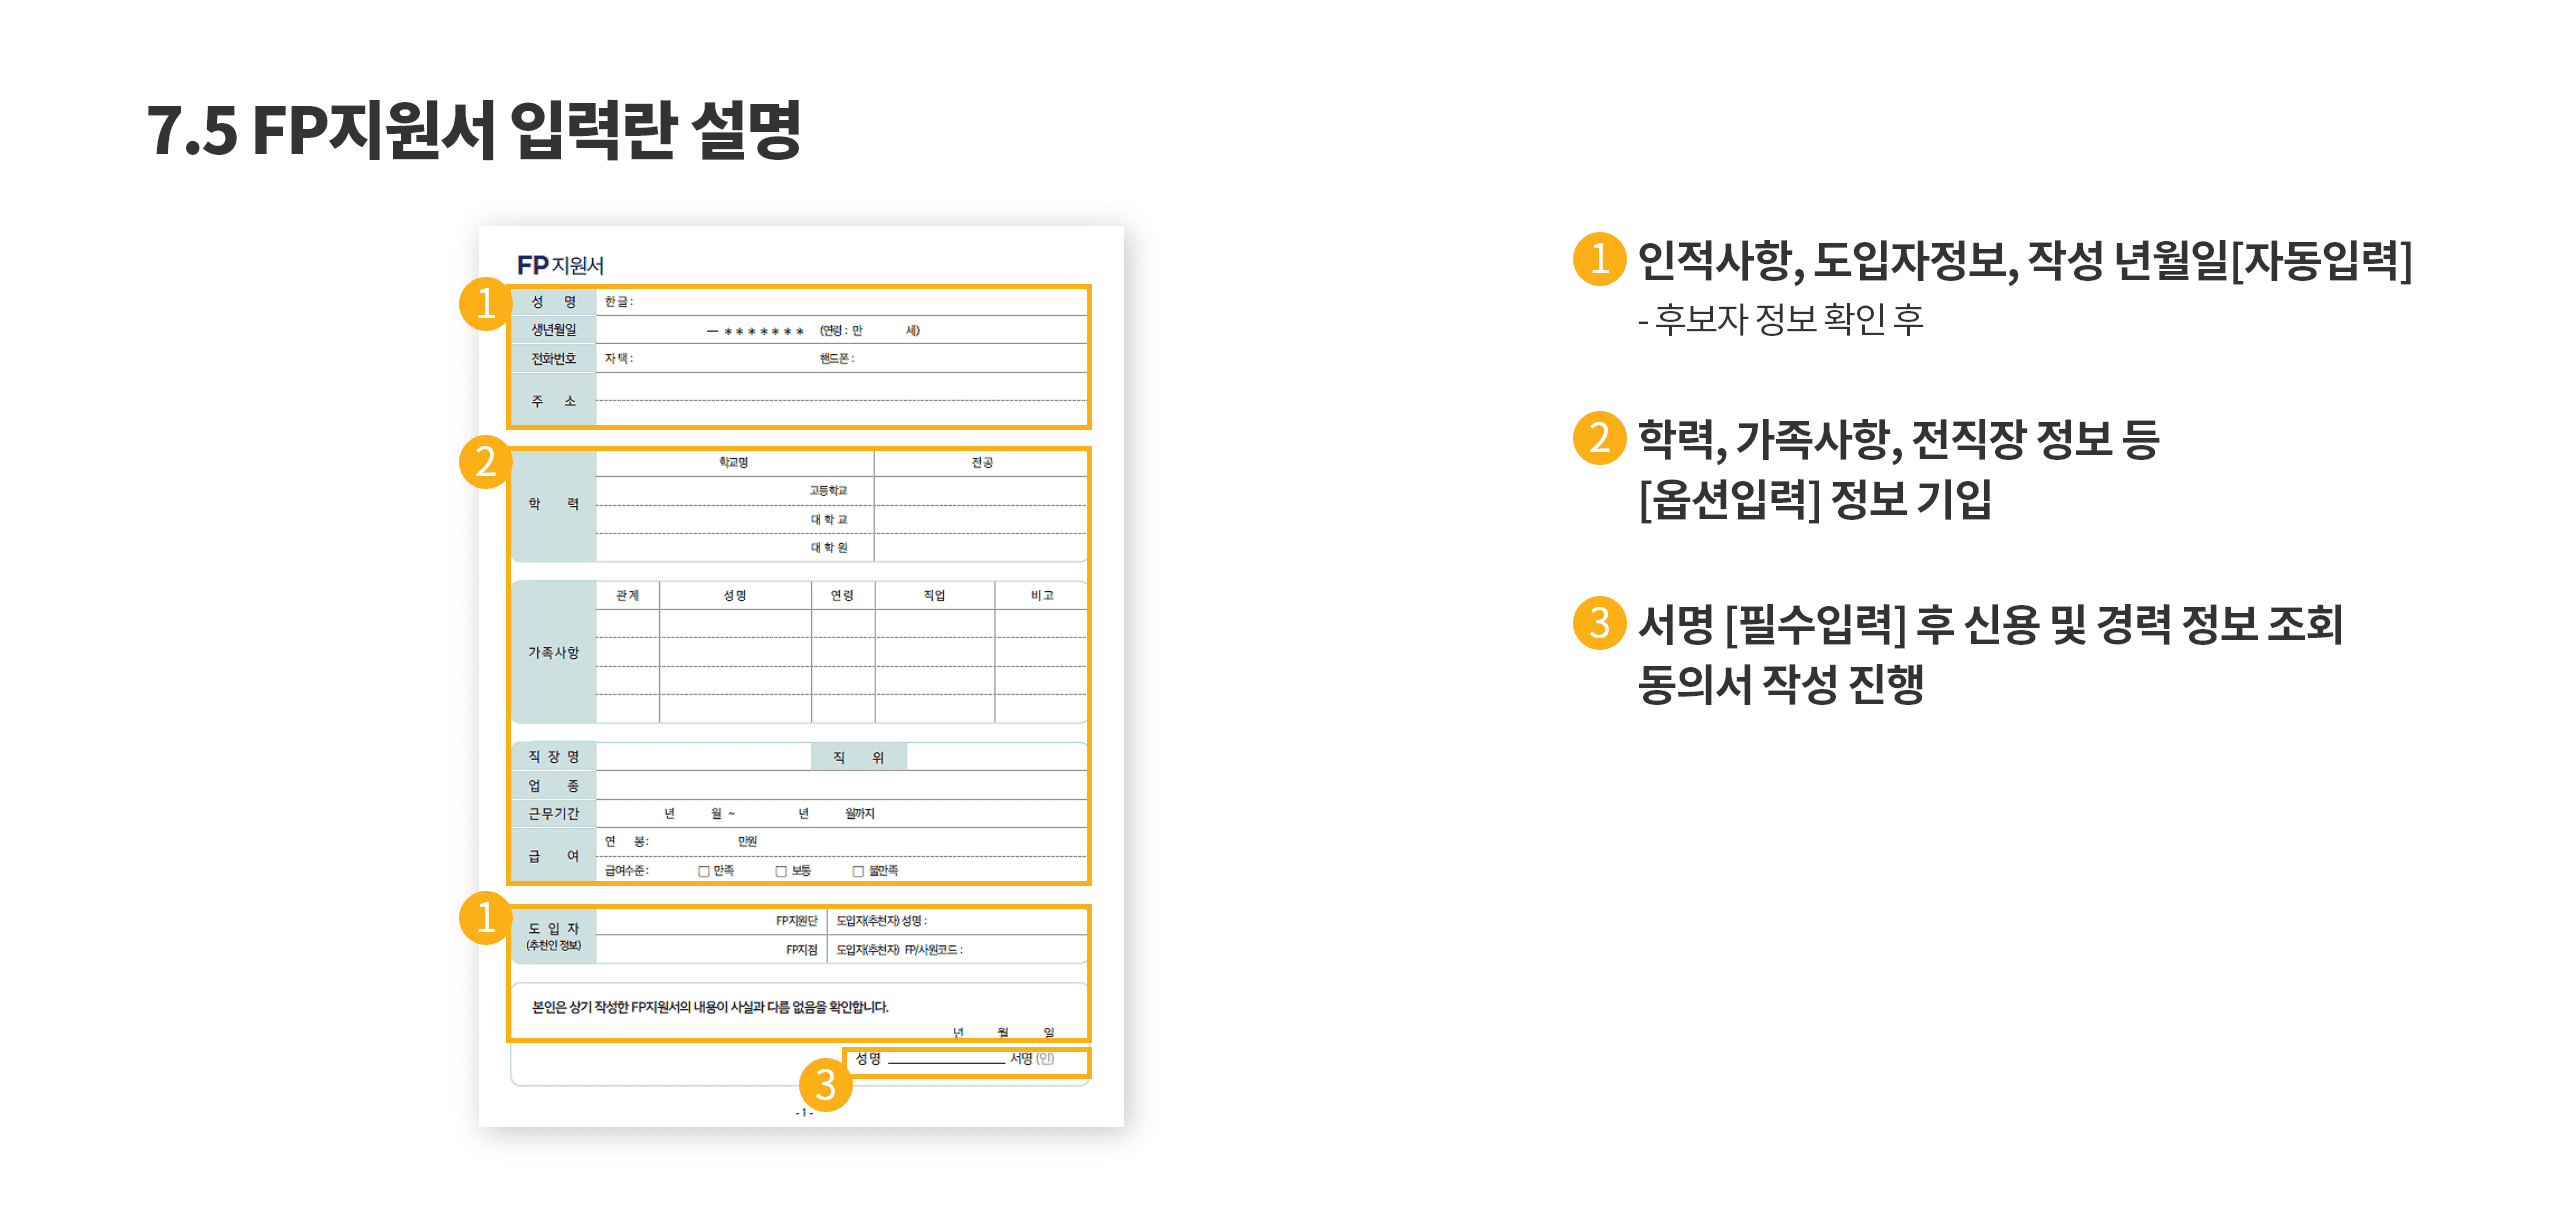 7.5 FP지원서 입력란 설명
FP지원서
1
성 명 한글 :
생년월일 — ******* (연령 : 만 세)
전화번호 자택 : 핸드폰 :
주 소
2
학교명 전공
학 력
고등학교
대 학 교
대 학 원
관계 성명 연령 직업 비고
가족사항
직 장 명 직 위
업 종
근무기간 년 월 ~ 년 월까지
급 여
연 봉 : 만원
급여수준 : □ 만족 □ 보통 □ 불만족
1
도 입 자
(추천인 정보)
FP지원단 도입자(추천자) 성명 :
FP지점 도입자(추천자) FP/사원코드 :
본인은 상기 작성한 FP지원서의 내용이 사실과 다름 없음을 확인합니다.
년 월 일
성명 서명 (인)
3
- 1 -
1 인적사항, 도입자정보, 작성 년월일[자동입력]
- 후보자 정보 확인 후
2 학력, 가족사항, 전직장 정보 등
[옵션입력] 정보 기입
3 서명 [필수입력] 후 신용 및 경력 정보 조회
동의서 작성 진행